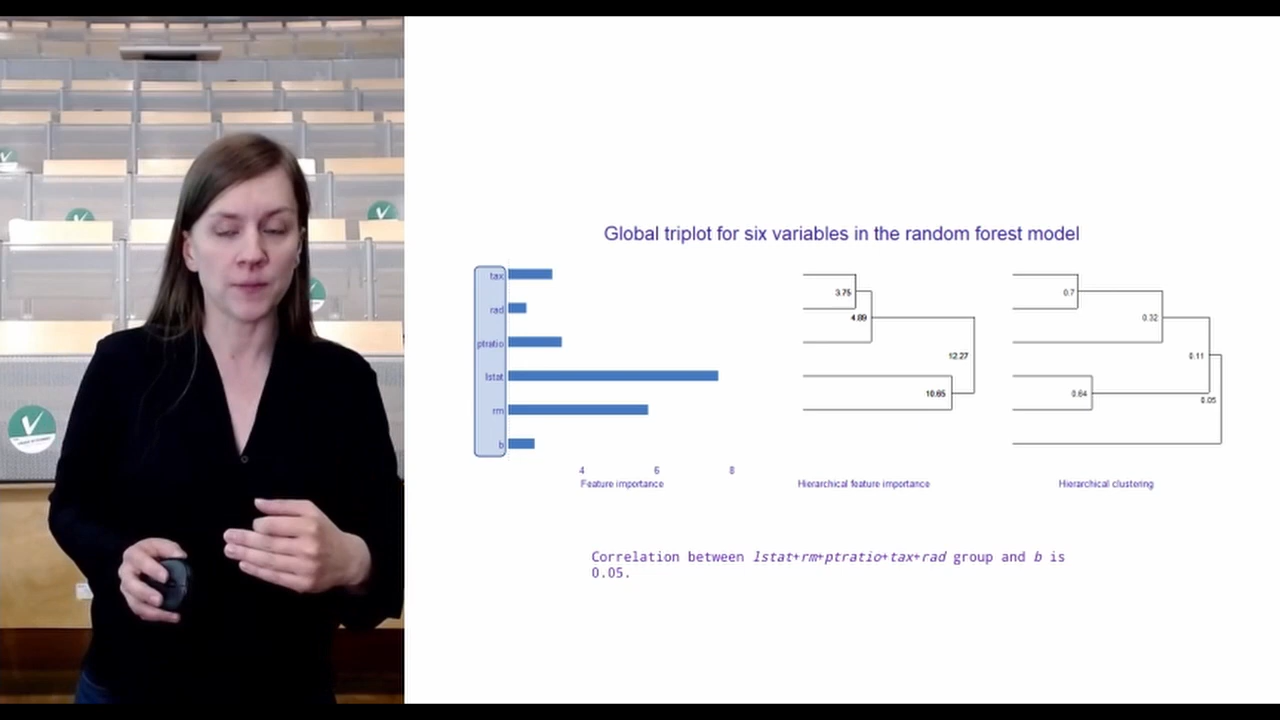 Global triplot for six variables in the random forest model
tax
rad
ptratio
lstat
rm
b
4 6 8
Feature importance
3.75
4.89
12.27
10.65
Hierarchical feature importance
0.7
0.32
0.11
0.64
0.05
Hierarchical clustering
Correlation between lstat+rm+ptratio+tax+rad group and b is
0.05.